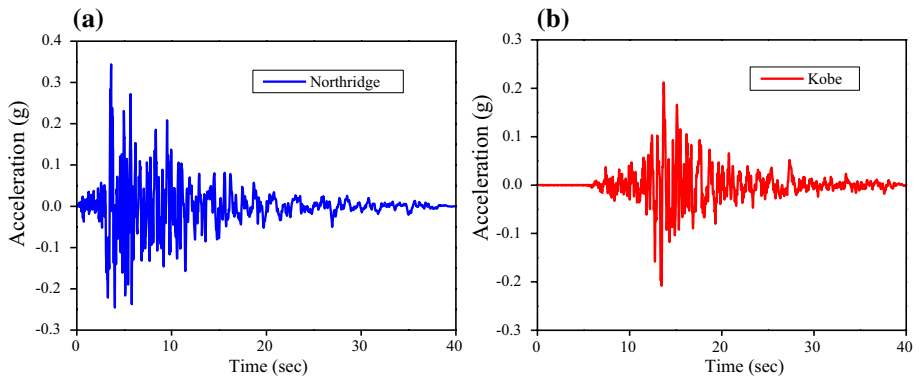 (a)
0.4
0.3
0.2
0.1
0.0
-0.1
-0.2
-0.3
Acceleration (g)
Northridge
0 10 20 30 40
Time (sec)
(b)
0.3
0.2
0.1
0.0
-0.1
-0.2
-0.3
Acceleration (g)
Kobe
0 10 20 30 40
Time (sec)